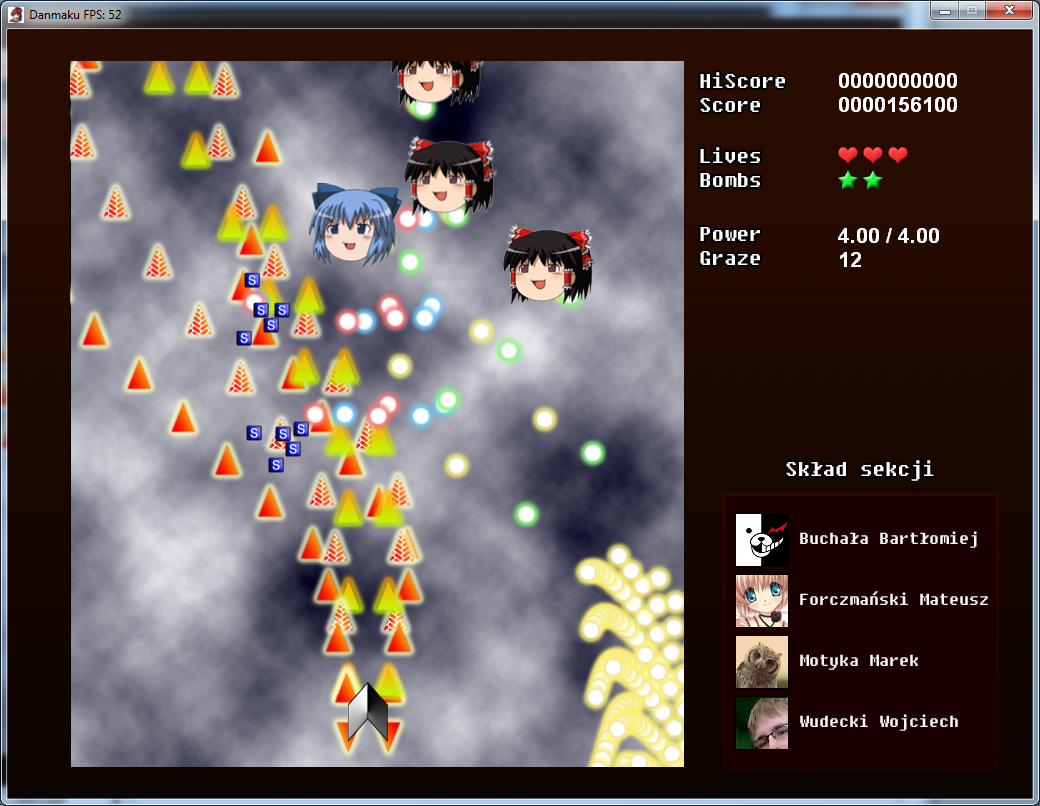 Danmaku FPS: 52
HiScore 0000000000
Score 0000156100
Lives
Bombs
Power 4.00 / 4.00
Graze 12
S
S S
S
S
S S S
S
S
Skład sekcji
Buchała Bartłomiej
Forczmański Mateusz
Motyka Marek
Wudecki Wojciech